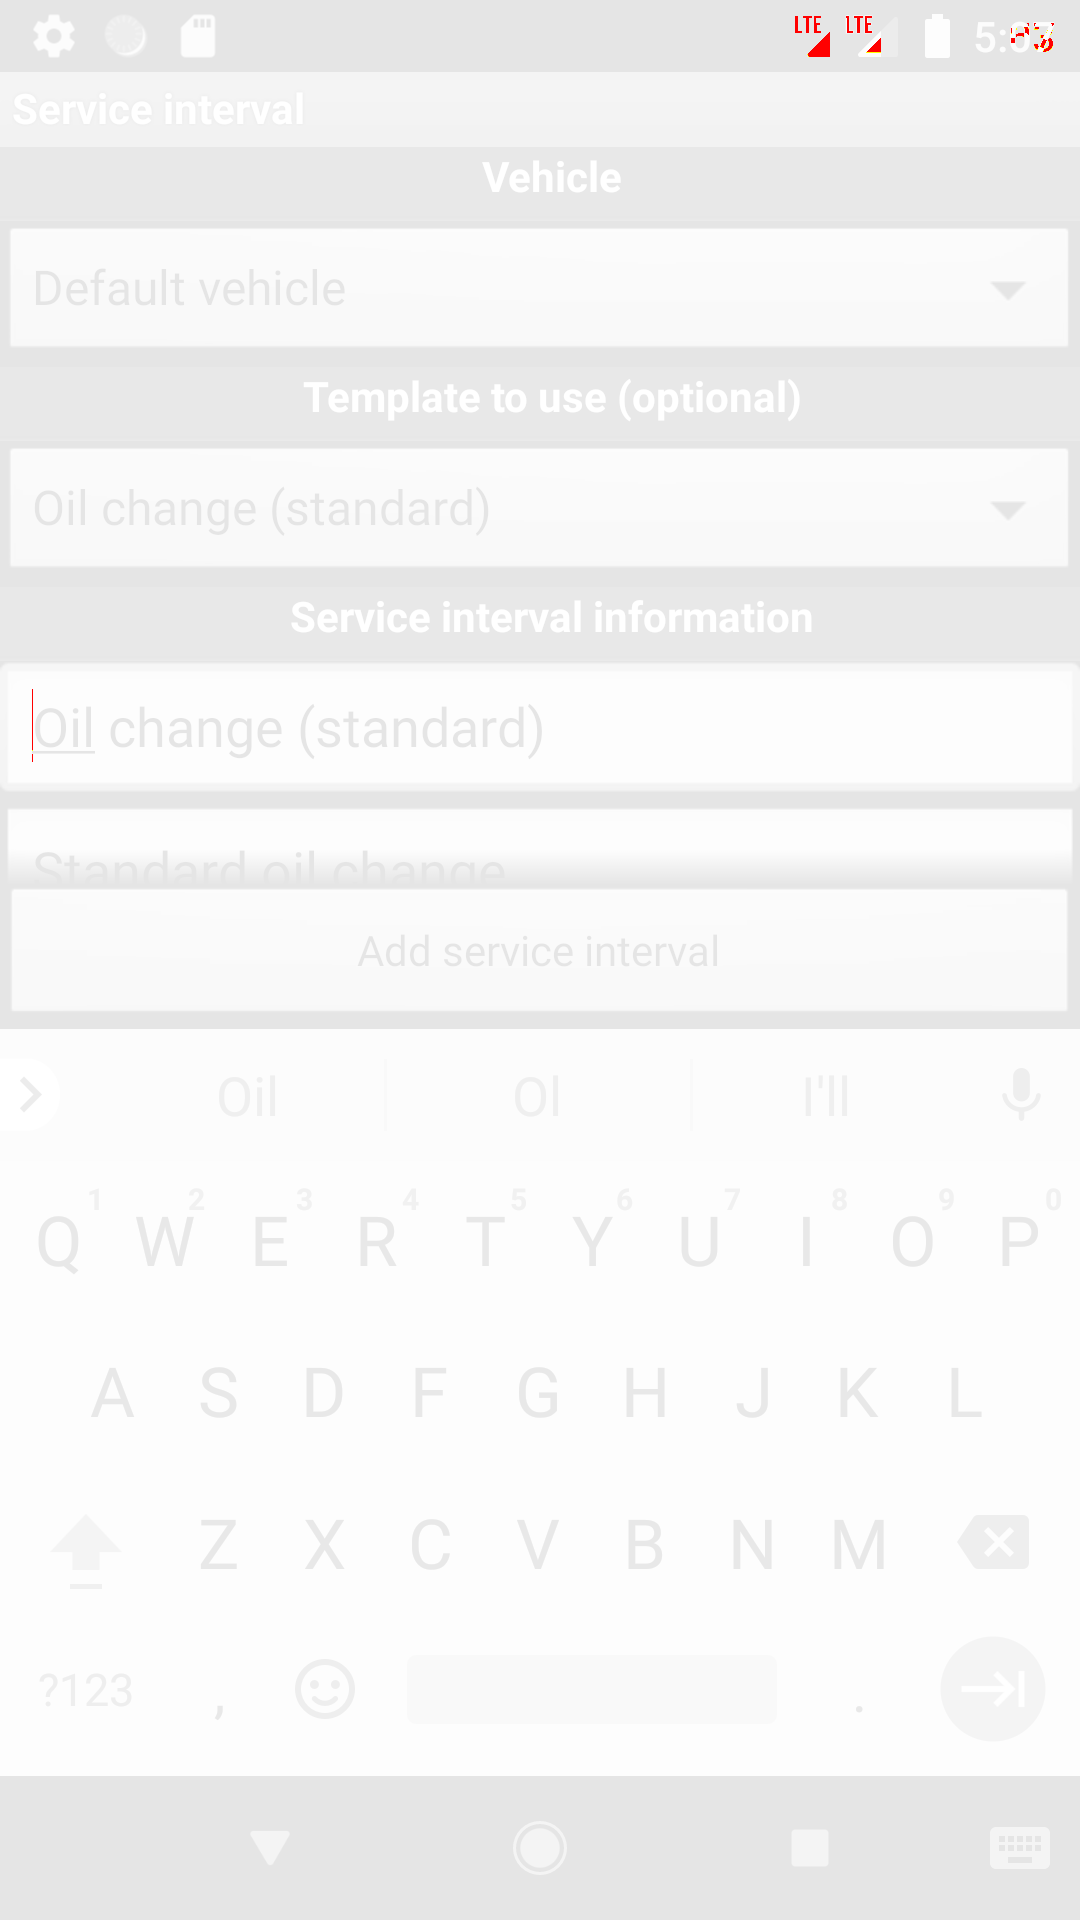 LTE LTE
Service interval
Vehicle
Default vehicle
Template to use (optional)
Oil change (standard)
Service interval information
Oil change (standard)
Standard oil change
Add service interval
Oil Ol I'll
1 2 3 4 5 6 7 8 9 0
Q W E R T Y U I O P
A S D F G H J K L
Z X C V B N M
?123 , .